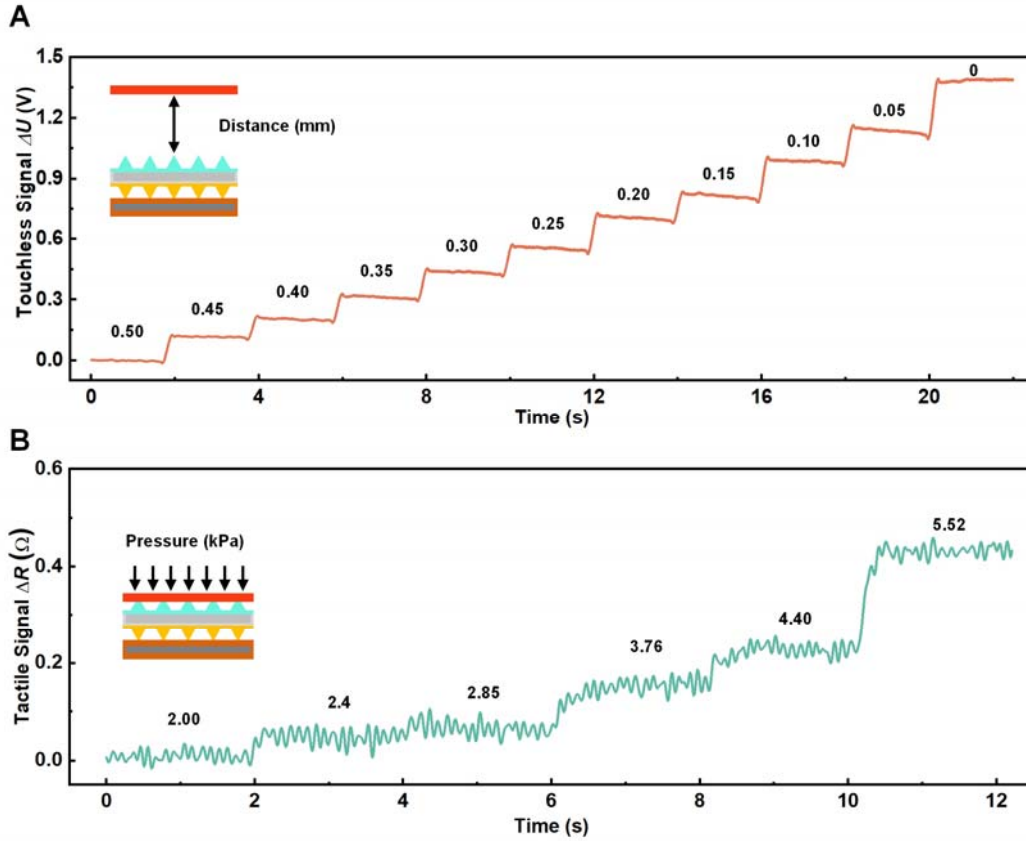 A
Touchless Signal ΔU (V)
1.5
1.2
0.9
0.6
0.3
0.0
Distance (mm)
0.50
0.45
0.40
0.35
0.30
0.25
0.20
0.15
0.10
0.05
0
0 4 8 12 16 20
Time (s)
B
Tactile Signal ΔR (Ω)
0.6
0.4
0.2
0.0
Pressure (kPa)
2.00
2.4
2.85
3.76
4.40
5.52
0 2 4 6 8 10 12
Time (s)